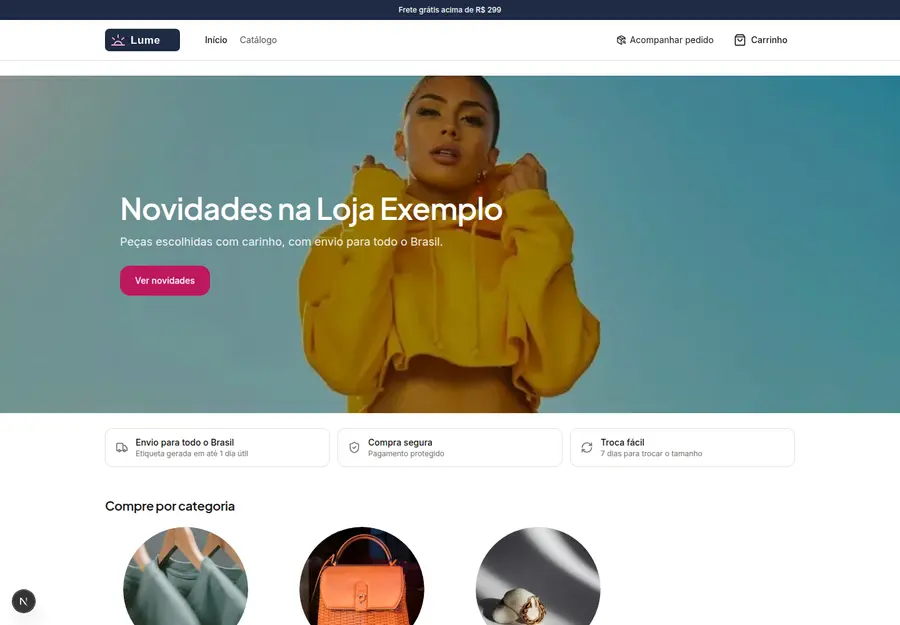 Frete grátis acima de R$ 299
Lume
Início
Catálogo
Acompanhar pedido
Carrinho
Novidades na Loja Exemplo
Peças escolhidas com carinho, com envio para todo o Brasil.
Ver novidades
Envio para todo o Brasil
Etiqueta gerada em até 1 dia útil
Compra segura
Pagamento protegido
Troca fácil
7 dias para trocar o tamanho
Compre por categoria
N